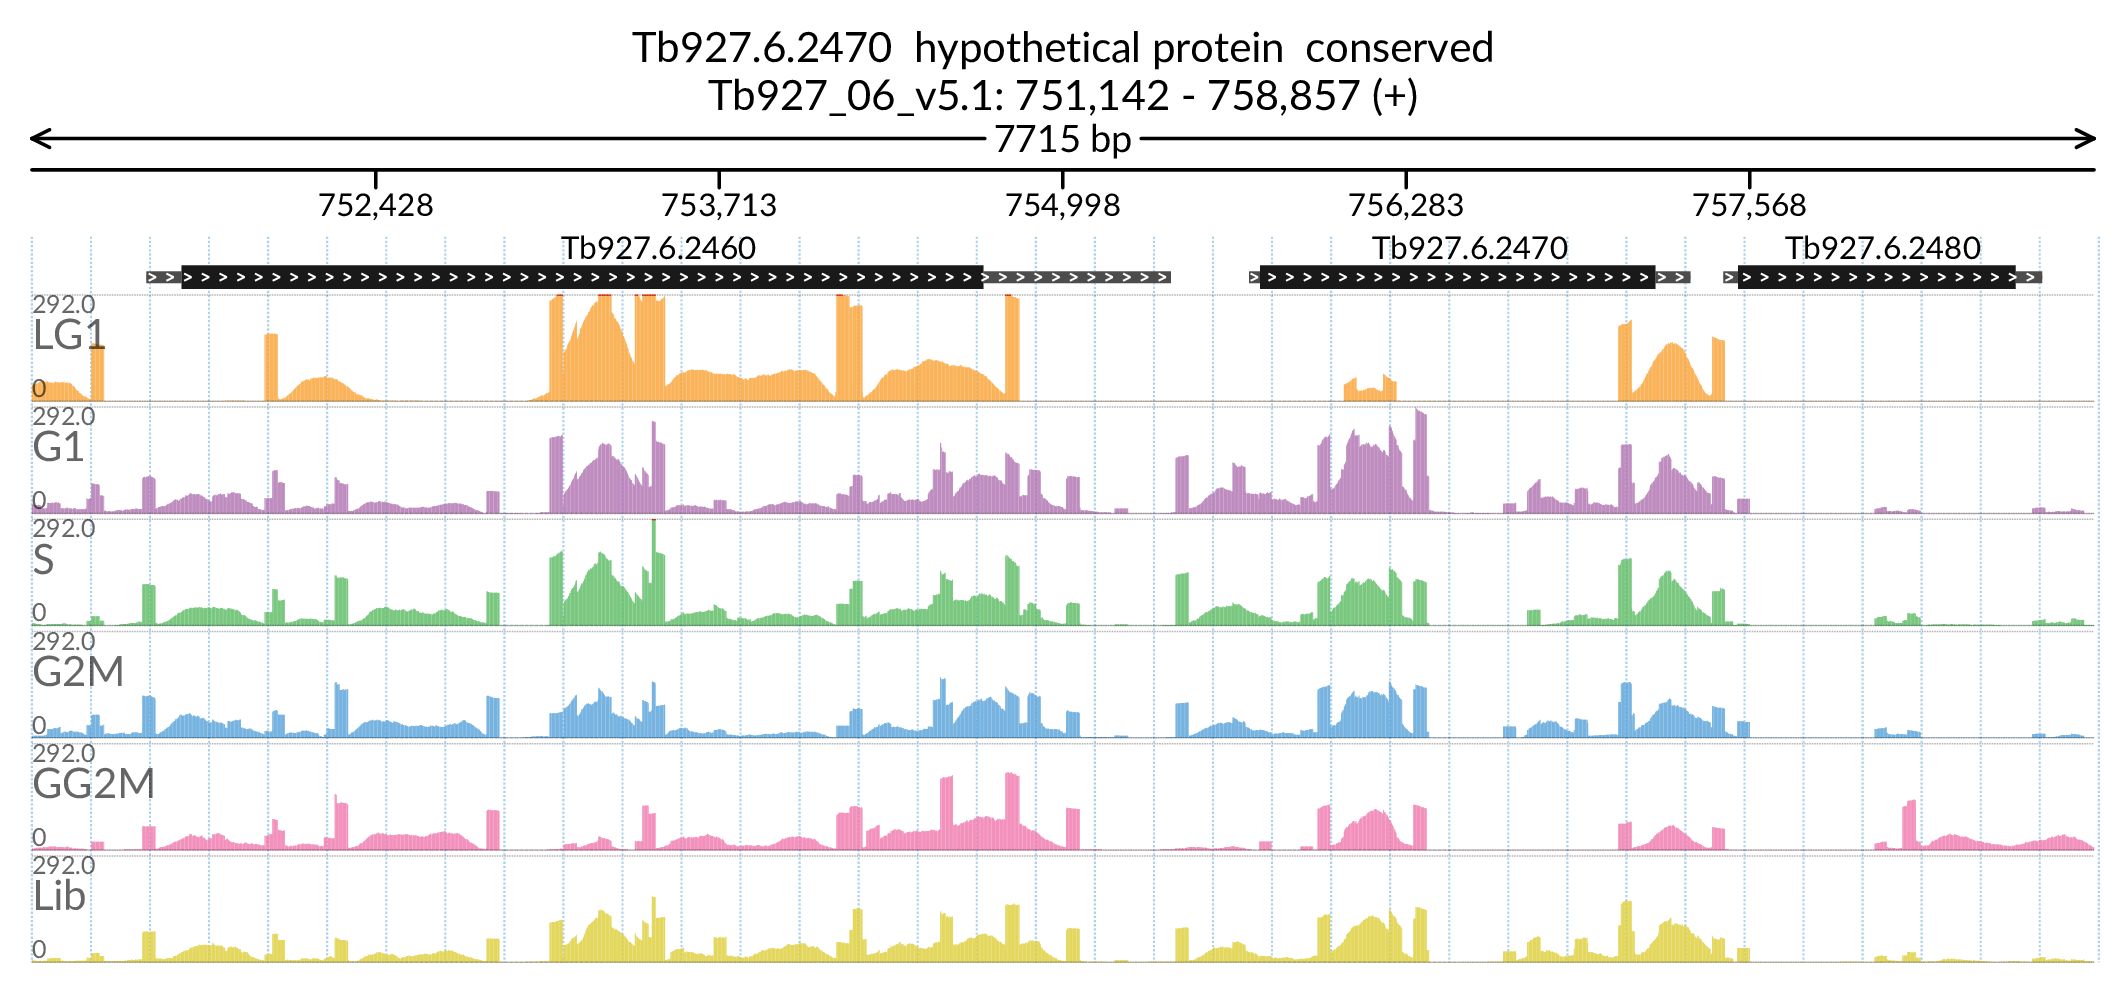 Tb927.6.2470  hypothetical protein  conserved
Tb927_06_v5.1: 751,142 - 758,857 (+)
7715 bp
752,428 753,713 754,998 756,283 757,568
Tb927.6.2460 Tb927.6.2470 Tb927.6.2480
292.0
LG1
0
292.0
G1
0
292.0
S
0
292.0
G2M
0
292.0
GG2M
0
292.0
Lib
0